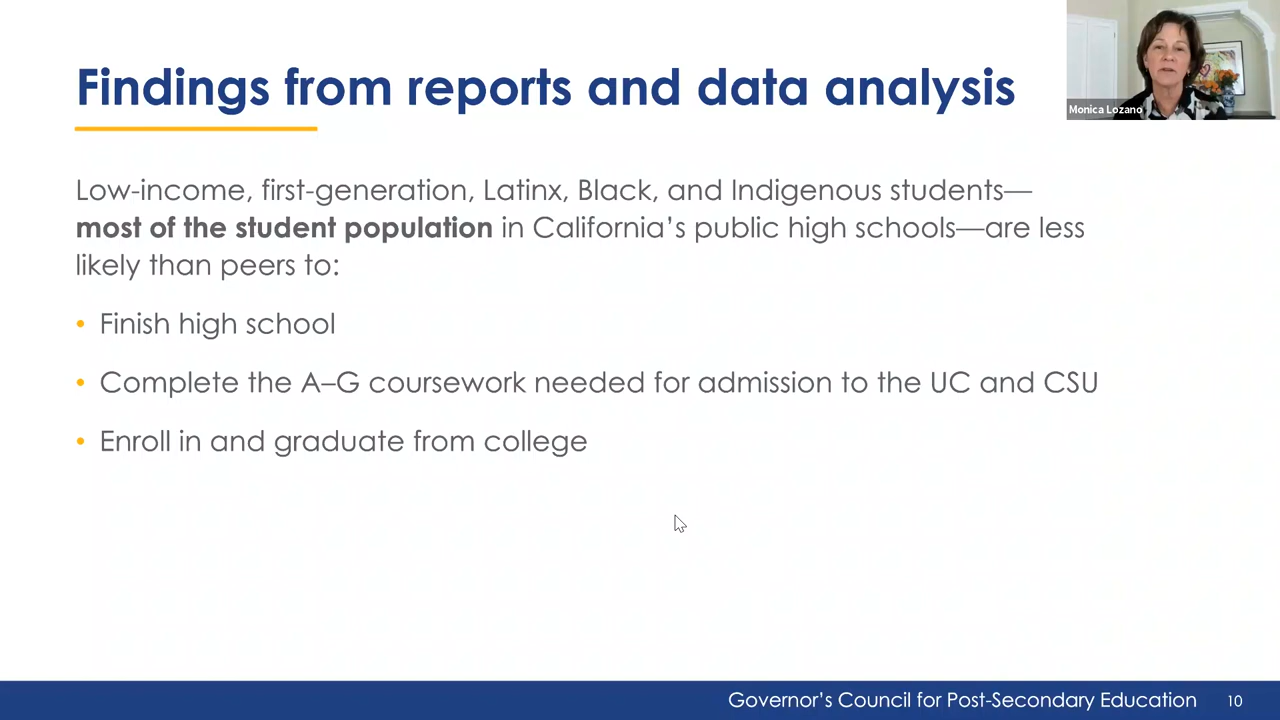 Findings from reports and data analysis
Monica Lozano
Low-income, first-generation, Latinx, Black, and Indigenous students—
most of the student population in California’s public high schools—are less
likely than peers to:
• Finish high school
• Complete the A–G coursework needed for admission to the UC and CSU
• Enroll in and graduate from college
Governor’s Council for Post-Secondary Education 10